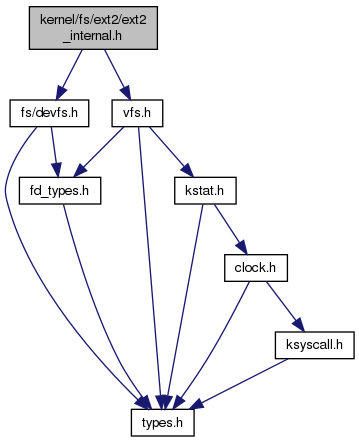 kernel/fs/ext2/ext2
_internal.h
fs/devfs.h
vfs.h
fd_types.h
kstat.h
clock.h
ksyscall.h
types.h